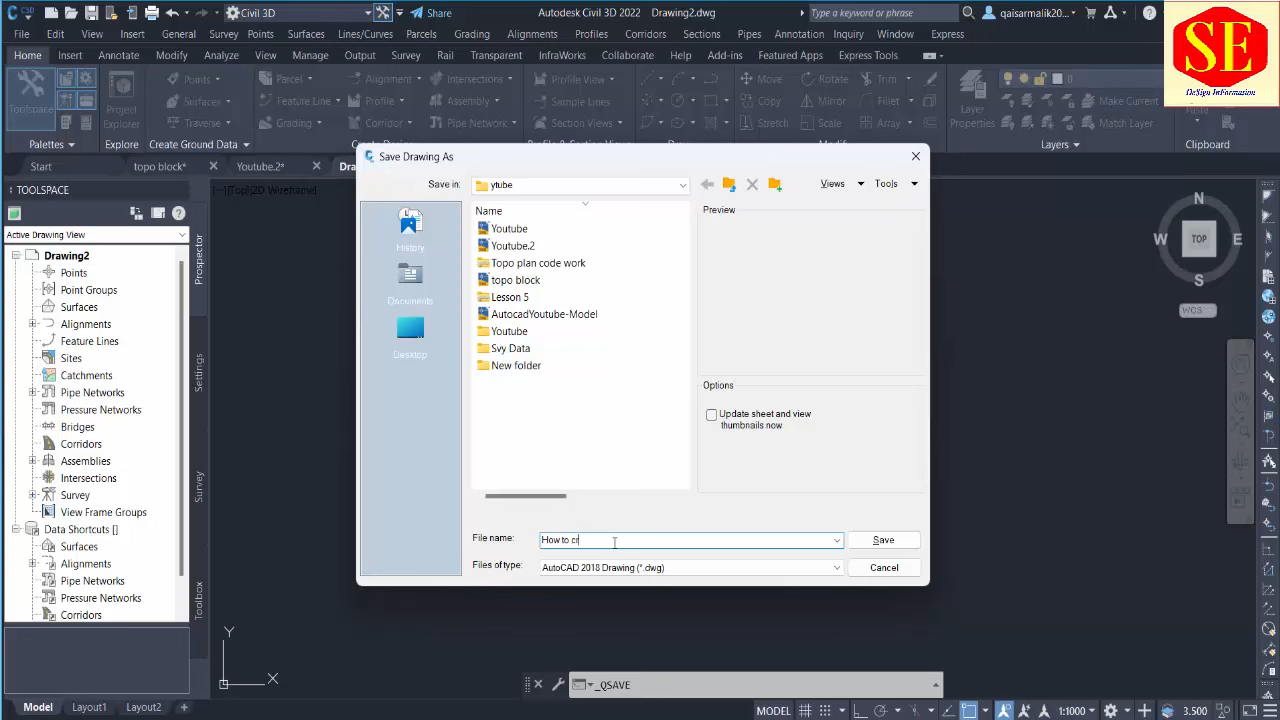 Civil 3D
Share
Autodesk Civil 3D 2022 Drawing2.dwg
Type a keyword or phrase
qaisarmalik20...
SE
DeSign InFormation
File Edit View Insert General Survey Points Surfaces Lines/Curves Parcels Grading Alignments Profiles Corridors Sections Pipes Annotation Inquiry Window Express
Home Insert Annotate Modify Analyze View Manage Output Survey Rail Transparent InfraWorks Collaborate Help Add-ins Featured Apps Express Tools
Toolspace
Project Explorer
Points
Surfaces
Traverse
Parcel
Feature Line
Grading
Alignment
Profile
Corridor
Intersections
Assembly
Pipe Network
Profile View
Sample Lines
Section Views
Move
Copy
Stretch
Rotate
Mirror
Scale
Trim
Fillet
Array
Layer Properties
0
Make Current
Match Layer
Paste
Palettes
Explore
Create Ground Data
Modify
Layers
Clipboard
Start
topo block*
Youtube.2*
TOOLSPACE
[-][Top][2D Wireframe]
Active Drawing View
Drawing2
Points
Point Groups
Surfaces
Alignments
Feature Lines
Sites
Catchments
Pipe Networks
Pressure Networks
Bridges
Corridors
Assemblies
Intersections
Survey
View Frame Groups
Data Shortcuts []
Surfaces
Alignments
Pipe Networks
Pressure Networks
Corridors
Prospector
Settings
Survey
Toolbox
Save Drawing As
Save in: ytube
Views
Tools
History
Documents
Desktop
Name
Youtube
Youtube.2
Topo plan code work
topo block
Lesson 5
AutocadYoutube-Model
Youtube
Svy Data
New folder
Preview
Options
Update sheet and view
thumbnails now
File name: How to cr
Save
Files of type: AutoCAD 2018 Drawing (*.dwg)
Cancel
N
W TOP E
S
WCS
Y
X
_QSAVE
Model Layout1 Layout2 +
MODEL
1:1000
3.500